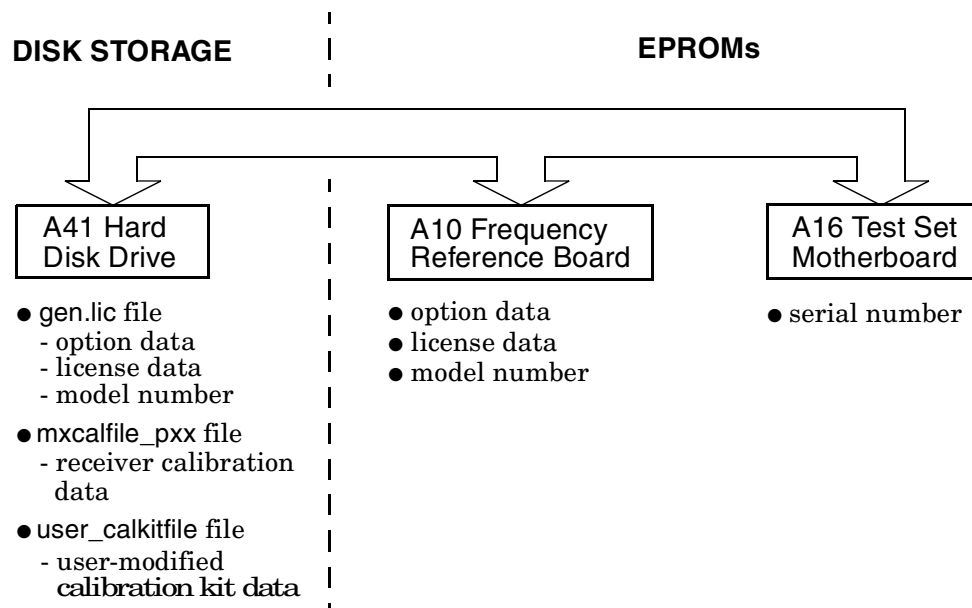 DISK STORAGE
EPROMs
A41 Hard
Disk Drive
● gen.lic file
- option data
- license data
- model number
● mxcalfile_pxx file
- receiver calibration
data
● user_calkitfile file
- user-modified
calibration kit data
A10 Frequency
Reference Board
● option data
● license data
● model number
A16 Test Set
Motherboard
● serial number